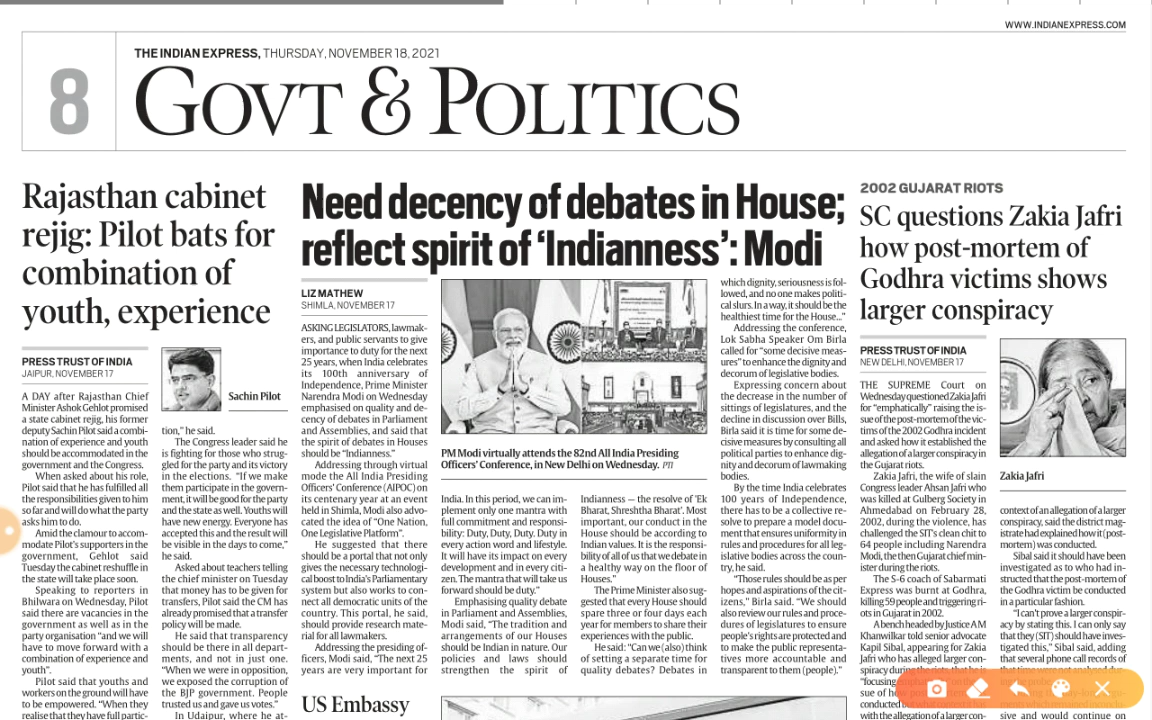 WWW.INDIANEXPRESS.COM
8
THE INDIAN EXPRESS, THURSDAY, NOVEMBER 18, 2021
GOVT & POLITICS
Rajasthan cabinet
rejig: Pilot bats for
combination of
youth, experience
PRESS TRUST OF INDIA
JAIPUR, NOVEMBER 17
A DAY after Rajasthan Chief
Minister Ashok Gehlot promised
a state cabinet rejig, his former
deputy Sachin Pilot said a combi-
nation of experience and youth
should be accommodated in the
government and the Congress.
When asked about his role,
Pilot said that he has fulfilled all
the responsibilities given to him
so far and will do what the party
asks him to do.
Amid the clamour to accom-
modate Pilot's supporters in the
government, Gehlot said
Tuesday the cabinet reshuffle in
the state will take place soon.
Speaking to reporters in
Bhilwara on Wednesday, Pilot
said there are vacancies in the
government as well as in the
party organisation "and we will
have to move forward with a
combination of experience and
youth".
Pilot said that youths and
workers on the ground will have
to be empowered. "When they
realise that they have full partic-
Sachin Pilot
tion," he said.
The Congress leader said he
is fighting for those who strug-
gled for the party and its victory
in the elections. "If we make
them participate in the govern-
ment, it will be good for the party
and the state as well. Youths will
have new energy. Everyone has
accepted this and the result will
be visible in the days to come,"
he said.
Asked about teachers telling
the chief minister on Tuesday
that money has to be given for
transfers, Pilot said the CM has
already promised that a transfer
policy will be made.
He said that transparency
should be there in all depart-
ments, and not in just one.
"When we were in opposition,
we exposed the corruption of
the BJP government. People
trusted us and gave us votes."
In Udaipur, where he at-
Need decency of debates in House;
reflect spirit of 'Indianness': Modi
LIZ MATHEW
SHIMLA, NOVEMBER 17
ASKING LEGISLATORS, lawmak-
ers, and public servants to give
importance to duty for the next
25 years, when India celebrates
its 100th anniversary of
Independence, Prime Minister
Narendra Modi on Wednesday
emphasised on quality and de-
cency of debates in Parliament
and Assemblies, and said that
the spirit of debates in Houses
should be "Indianness."
Addressing through virtual
mode the All India Presiding
Officers' Conference (AIPOC) on
its centenary year at an event
held in Shimla, Modi also advo-
cated the idea of "One Nation,
One Legislative Platform".
He suggested that there
should be a portal that not only
gives the necessary technologi-
cal boost to India's Parliamentary
system but also works to con-
nect all democratic units of the
country. This portal, he said,
should provide research mate-
rial for all lawmakers.
Addressing the presiding of-
ficers, Modi said, "The next 25
years are very important for
PM Modi virtually attends the 82nd All India Presiding
Officers' Conference, in New Delhi on Wednesday. PTI
India. In this period, we can im-
plement only one mantra with
full commitment and responsi-
bility: Duty, Duty, Duty. Duty in
every action word and lifestyle.
It will have its impact on every
development and in every citi-
zen. The mantra that will take us
forward should be duty."
Emphasising quality debate
in Parliament and Assemblies,
Modi said, "The tradition and
arrangements of our Houses
should be Indian in nature. Our
policies and laws should
strengthen the spirit of
Indianness — the resolve of 'Ek
Bharat, Shreshtha Bharat'. Most
important, our conduct in the
House should be according to
Indian values. It is the responsi-
bility of all of us that we debate in
a healthy way on the floor of
Houses."
The Prime Minister also sug-
gested that every House should
spare three or four days each
year for members to share their
experiences with the public.
He said: "Can we (also) think
of setting a separate time for
quality debates? Debates in
which dignity, seriousness is fol-
lowed, and no one makes politi-
cal slurs. In a way, it should be the
healthiest time for the House..."
Addressing the conference,
Lok Sabha Speaker Om Birla
called for "some decisive meas-
ures" to enhance the dignity and
decorum of legislative bodies.
Expressing concern about
the decrease in the number of
sittings of legislatures, and the
decline in discussion over Bills,
Birla said it is time for some de-
cisive measures by consulting all
political parties to enhance dig-
nity and decorum of lawmaking
bodies.
By the time India celebrates
100 years of Independence,
there has to be a collective re-
solve to prepare a model docu-
ment that ensures uniformity in
rules and procedures for all leg-
islative bodies across the coun-
try, he said.
"Those rules should be as per
hopes and aspirations of the cit-
izens," Birla said. "We should
also review our rules and proce-
dures of legislatures to ensure
people's rights are protected and
to make the public representa-
tives more accountable and
transparent to them (people)."
US Embassy
2002 GUJARAT RIOTS
SC questions Zakia Jafri
how post-mortem of
Godhra victims shows
larger conspiracy
PRESS TRUST OF INDIA
NEW DELHI, NOVEMBER 17
THE SUPREME Court on
Wednesday questioned Zakia Jafri
for "emphatically" raising the is-
sue of the post-mortem of the vic-
tims of the 2002 Godhra incident
and asked how it established the
allegation of a larger conspiracy in
the Gujarat riots.
Zakia Jafri, the wife of slain
Congress leader Ahsan Jafri who
was killed at Gulberg Society in
Ahmedabad on February 28,
2002, during the violence, has
challenged the SIT's clean chit to
64 people including Narendra
Modi, the then Gujarat chief min-
ister during the riots.
The S-6 coach of Sabarmati
Express was burnt at Godhra,
killing 59 people and triggering ri-
ots in Gujarat in 2002.
A bench headed by Justice A M
Khanwilkar told senior advocate
Kapil Sibal, appearing for Zakia
Jafri who has alleged larger con-
spiracy during the riots, that he is
"focusing
sue of
conducted
with the allegation of a larger con-
Zakia Jafri
context of an allegation of a larger
conspiracy, said the district mag-
istrate had explained how it (post-
mortem) was conducted.
Sibal said it should have been
investigated as to who had in-
structed that the post-mortem of
the Godhra victim be conducted
in a particular fashion.
"I can't prove a larger conspir-
acy by stating this. I can only say
that they (SIT) should have inves-
tigated this," Sibal said, adding
that several phone call records of
sive and would continue on